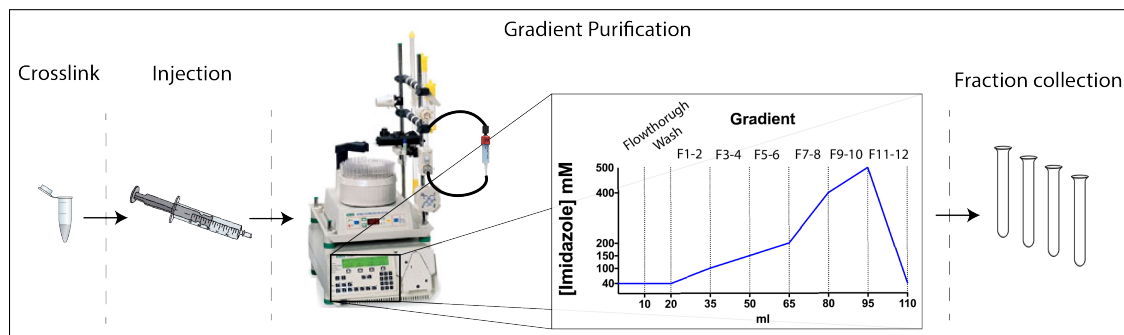 Gradient Purification
Crosslink
Injection
Fraction collection
Flowthorough
Wash
Gradient
F1-2
F3-4
F5-6
F7-8
F9-10
F11-12
[Imidazole] mM
500
400
200
150
100
40
10
20
35
50
65
80
95
110
ml